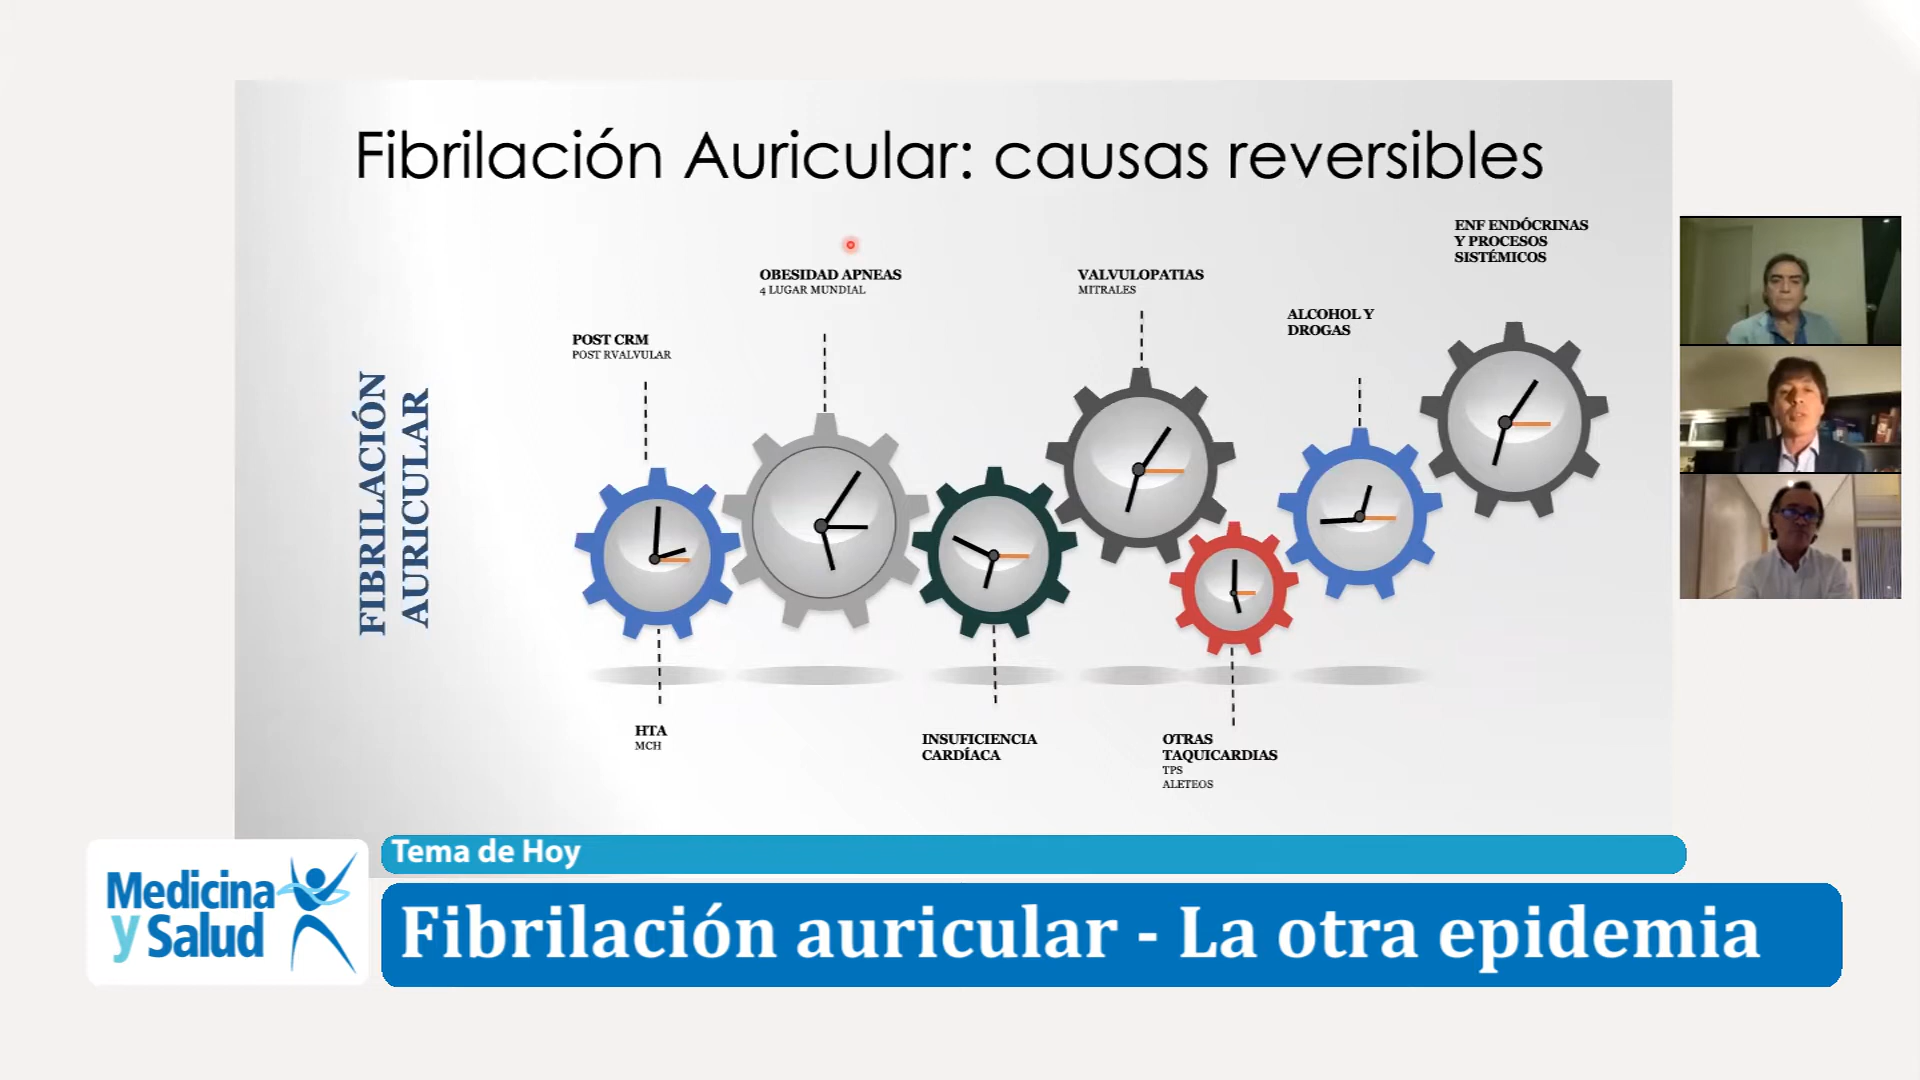 Fibrilación Auricular: causas reversibles
FIBRILACIÓN
AURICULAR
POST CRM
POST RVALVULAR
OBESIDAD APNEAS
4 LUGAR MUNDIAL
VALVULOPATIAS
MITRALES
ALCOHOL Y
DROGAS
ENF ENDÓCRINAS
Y PROCESOS
SISTÉMICOS
HTA
MCH
INSUFICIENCIA
CARDÍACA
OTRAS
TAQUICARDIAS
TPS
ALETEOS
Medicina
y Salud
Tema de Hoy
Fibrilación auricular - La otra epidemia